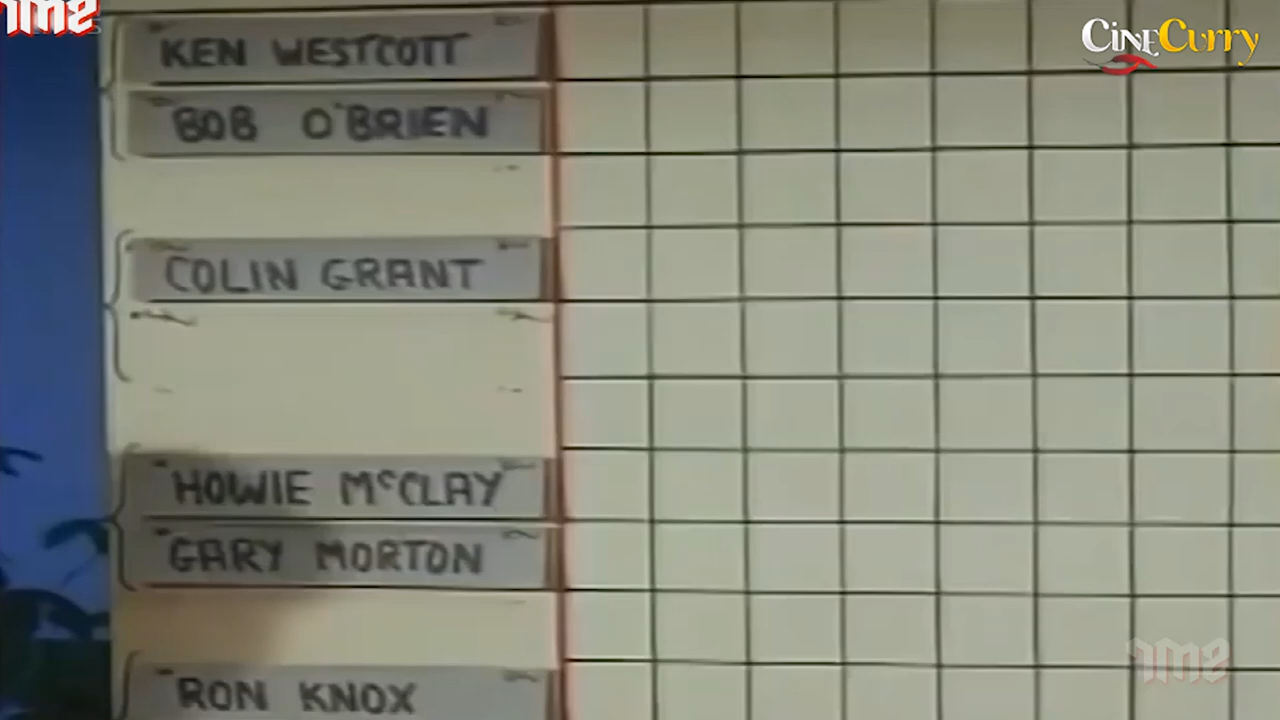 CINECURRY
KEN WESTCOTT
BOB O'BRIEN
COLIN GRANT
HOWIE McCLAY
GARY MORTON
RON KNOX